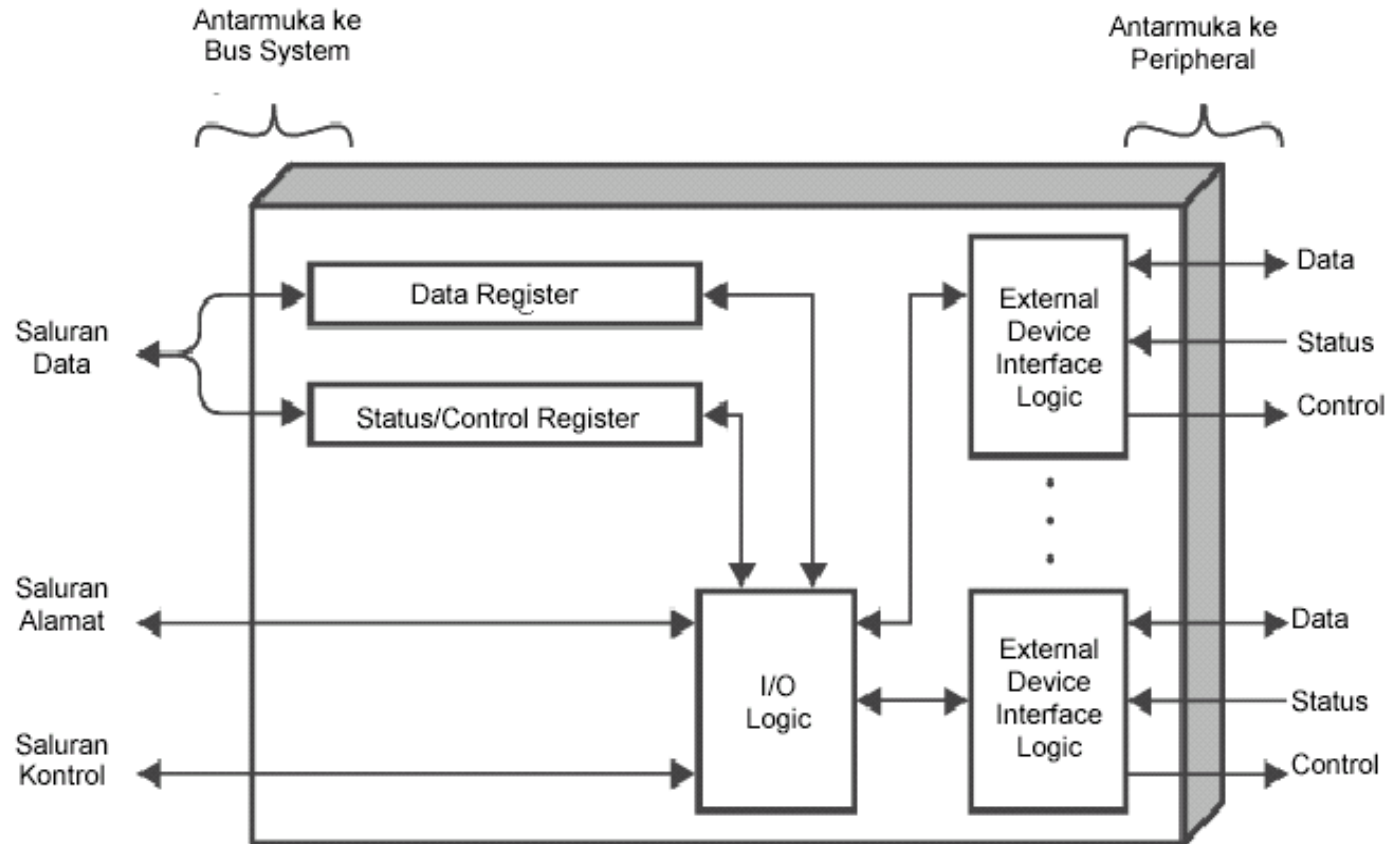 Antarmuka ke
Bus System
Antarmuka ke
Peripheral
Saluran
Data
Data Register
Status/Control Register
External
Device
Interface
Logic
Data
Status
Control
Saluran
Alamat
Saluran
Kontrol
I/O
Logic
External
Device
Interface
Logic
Data
Status
Control